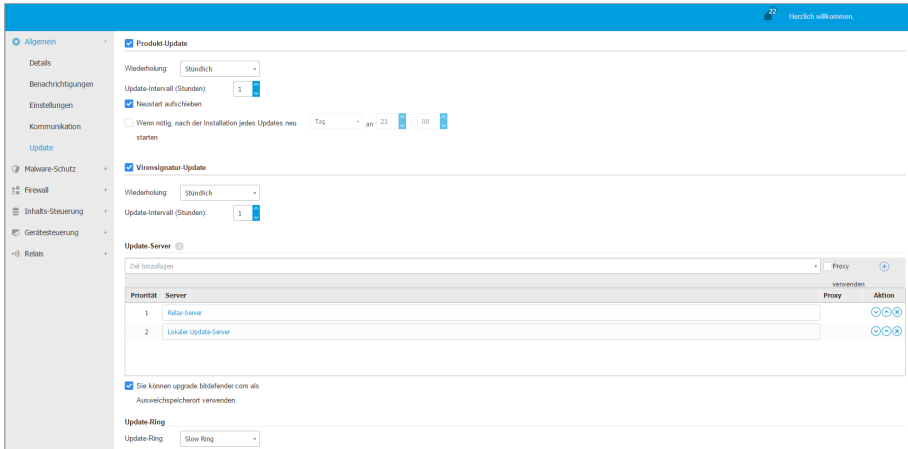 22 Herzlich willkommen,
Allgemein -
Details
Benachrichtigungen
Einstellungen
Kommunikation
Update
Malware-Schutz +
Firewall +
Inhalts-Steuerung +
Gerätesteuerung +
Relais +
Produkt-Update
Wiederholung: Stündlich
Update-Intervall (Stunden): 1
Neustart aufschieben
Wenn nötig, nach der Installation jedes Updates neu
starten
Tag an 21 : 00
Virensignatur-Update
Wiederholung: Stündlich
Update-Intervall (Stunden): 1
Update-Server
Ziel hinzufügen
Proxy
verwenden
Priorität Server Proxy Aktion
1 Relay-Server
2 Lokaler Update-Server
Sie können upgrade.bitdefender.com als
Ausweichspeicherort verwenden
Update-Ring
Update-Ring: Slow Ring